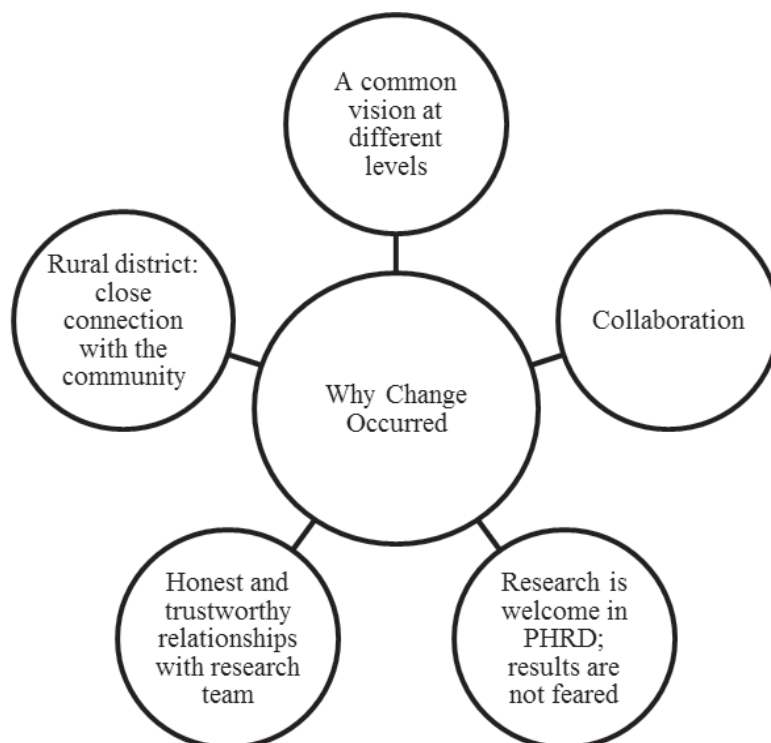 A common
vision at
different
levels
Rural district:
close
connection
with the
community
Collaboration
Why Change
Occurred
Honest and
trustworthy
relationships
with research
team
Research is
welcome in
PHRD;
results are
not feared